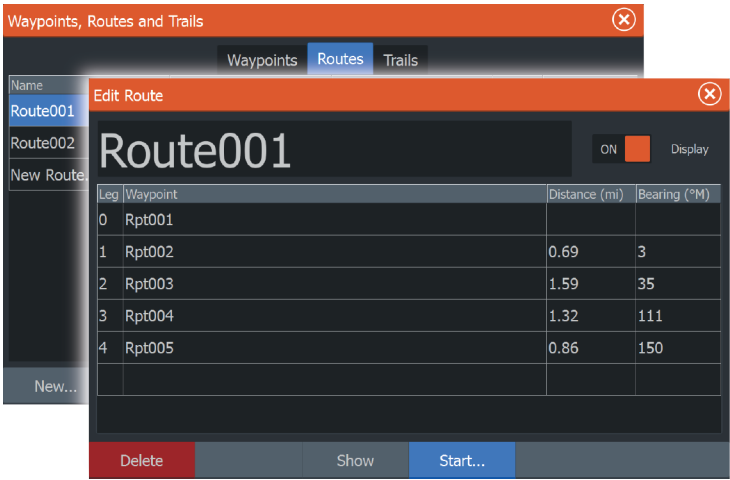 Waypoints, Routes and Trails
Waypoints Routes Trails
Name
Route001
Route002
New Route
New...
Edit Route
Route001
ON Display
Leg Waypoint Distance (mi) Bearing (°M)
0 Rpt001
1 Rpt002 0.69 3
2 Rpt003 1.59 35
3 Rpt004 1.32 111
4 Rpt005 0.86 150
Delete Show Start...